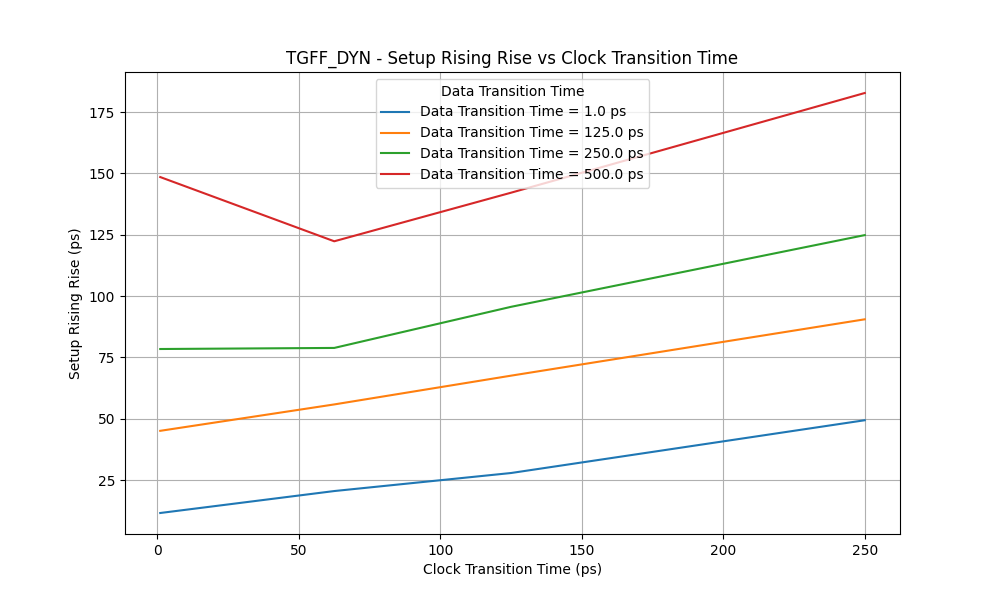 TGFF_DYN - Setup Rising Rise vs Clock Transition Time
Data Transition Time
Data Transition Time = 1.0 ps
Data Transition Time = 125.0 ps
Data Transition Time = 250.0 ps
Data Transition Time = 500.0 ps
Setup Rising Rise (ps)
175
150
125
100
75
50
25
0
50
100
150
200
250
Clock Transition Time (ps)